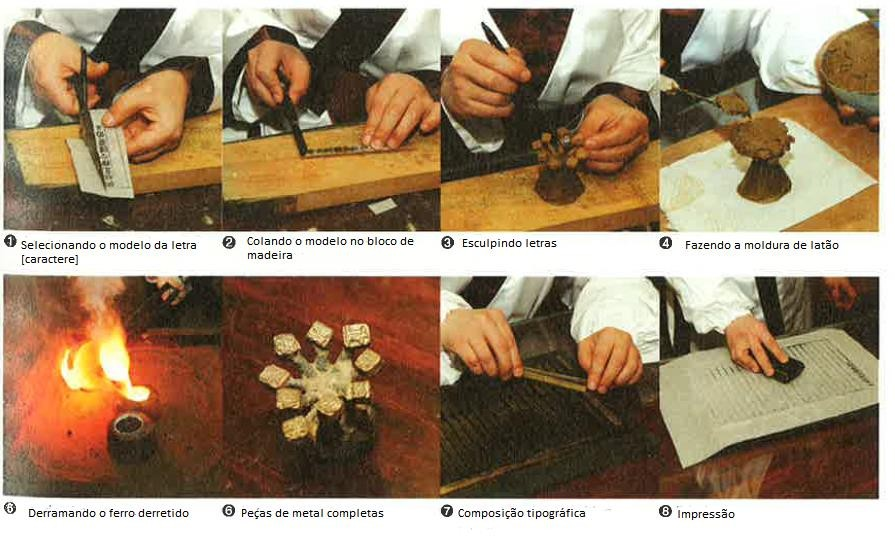 ❶ Selecionando o modelo da letra
[caractere]
❷ Colando o modelo no bloco de
madeira
❸ Esculpindo letras
❹ Fazendo a moldura de latão
❻ Derramando o ferro derretido
❻ Peças de metal completas
❼ Composição tipográfica
❽ Impressão